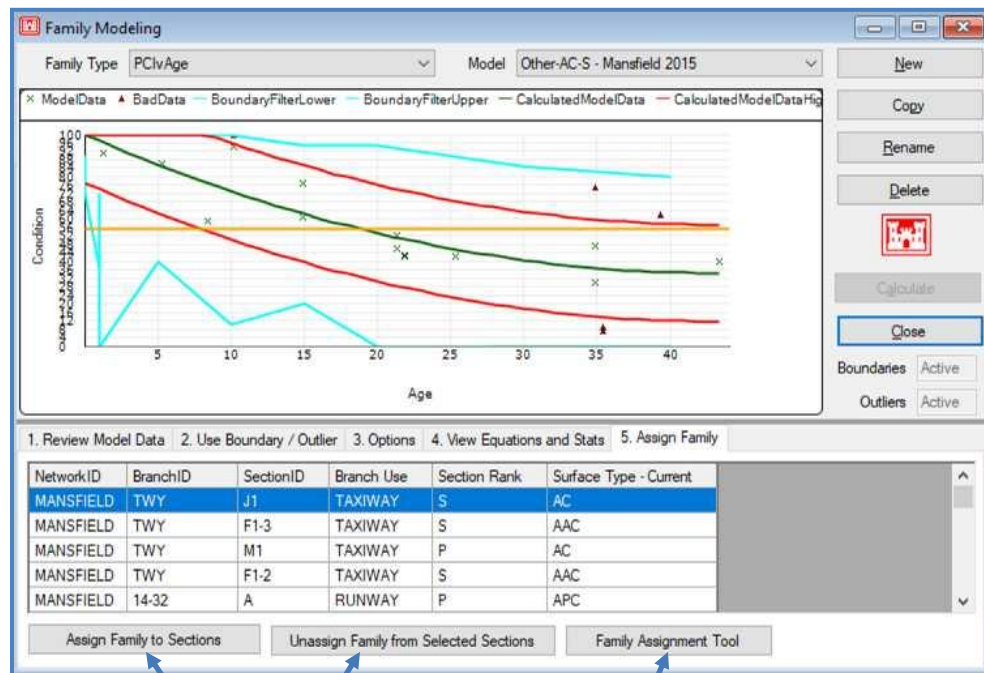 Family Modeling
Family Type PCIvAge Model Other-AC-S - Mansfield 2015 New
ModelData BadData BoundaryFilterLower BoundaryFilterUpper CalculatedModelData CalculatedModelDataHig
Copy
Rename
Delete
Condition
100
0
5 10 15 20 25 30 35 40
Age
Calculate
Close
Boundaries Active
Outliers Active
1. Review Model Data 2. Use Boundary / Outlier 3. Options 4. View Equations and Stats 5. Assign Family
NetworkID BranchID SectionID Branch Use Section Rank Surface Type - Current
MANSFIELD TWY J1 TAXIWAY S AC
MANSFIELD TWY F1-3 TAXIWAY S AAC
MANSFIELD TWY M1 TAXIWAY P AC
MANSFIELD TWY F1-2 TAXIWAY S AAC
MANSFIELD 14-32 A RUNWAY P APC
Assign Family to Sections Unassign Family from Selected Sections Family Assignment Tool